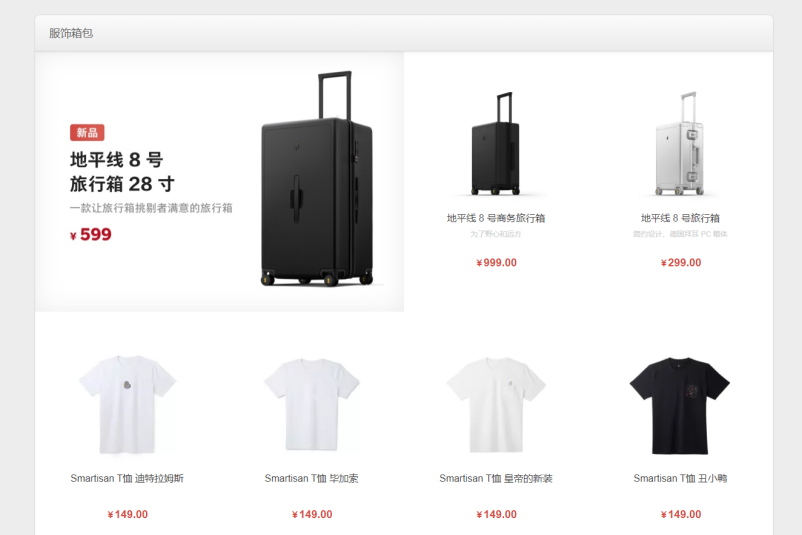 服饰箱包
新品
地平线 8 号
旅行箱 28 寸
一款让旅行箱挑剔者满意的旅行箱
¥ 599
地平线 8 号商务旅行箱
为了野心和远方
¥999.00
地平线 8 号旅行箱
简约设计、德国拜耳 PC 箱体
¥299.00
Smartisan T恤 迪特拉姆斯
¥149.00
Smartisan T恤 毕加索
¥149.00
Smartisan T恤 皇帝的新装
¥149.00
Smartisan T恤 丑小鸭
¥149.00